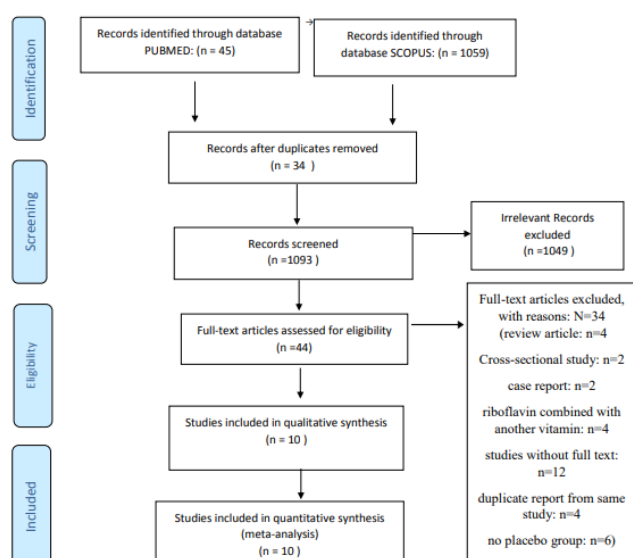 Identification
Records identified through database
PUBMED: (n = 45)
Records identified through
database SCOPUS: (n = 1059)
Records after duplicates removed
(n = 34 )
Screening
Records screened
(n =1093 )
Irrelevant Records
excluded
(n =1049 )
Eligibility
Full-text articles assessed for eligibility
(n =44)
Full-text articles excluded,
with reasons: N=34
(review article: n=4
Cross-sectional study: n=2
case report: n=2
riboflavin combined with
another vitamin: n=4
studies without full text:
n=12
duplicate report from same
study: n=4
no placebo group: n=6)
Studies included in qualitative synthesis
(n = 10 )
Included
Studies included in quantitative synthesis
(meta-analysis)
(n = 10 )